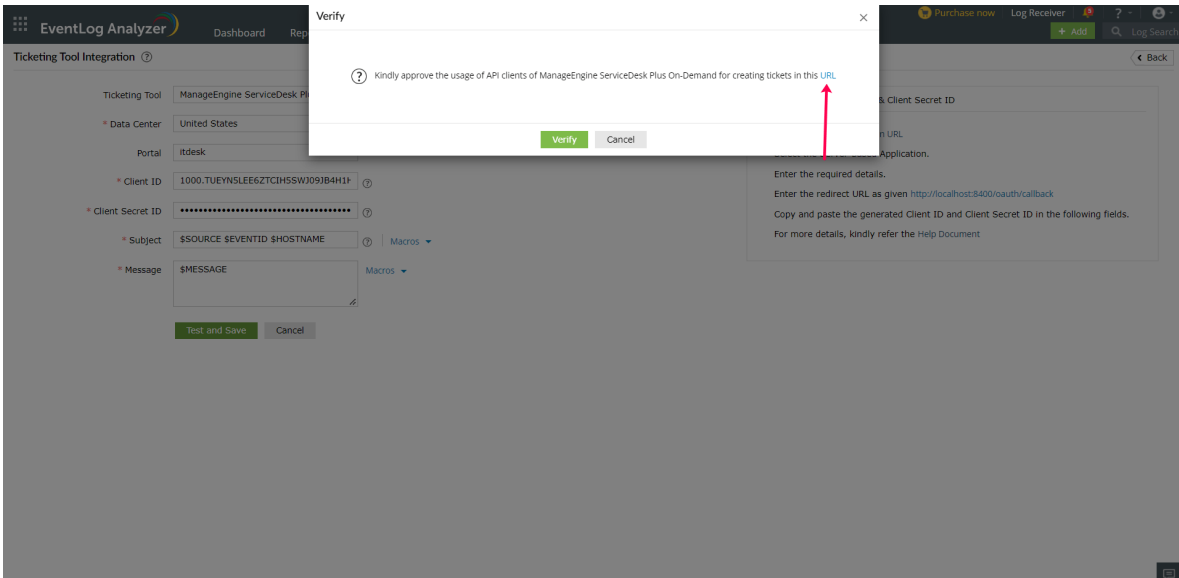 EventLog Analyzer
Dashboard
Rep
Purchase now
Log Receiver
?
+ Add
Log Search
Ticketing Tool Integration ?
Back
Verify
×
? Kindly approve the usage of API clients of ManageEngine ServiceDesk Plus On-Demand for creating tickets in this URL
Verify
Cancel
Ticketing Tool
ManageEngine ServiceDesk Pl
* Data Center
United States
Portal
itdesk
* Client ID
?
* Client Secret ID
••••••••••••••••••••••••••••••••••••
?
* Subject
$SOURCE $EVENTID $HOSTNAME
?
Macros
* Message
$MESSAGE
Macros
Test and Save
Cancel
& Client Secret ID
URL
Application.
Enter the required details.
Enter the redirect URL as given http://localhost:8400/oauth/callback
Copy and paste the generated Client ID and Client Secret ID in the following fields.
For more details, kindly refer the Help Document